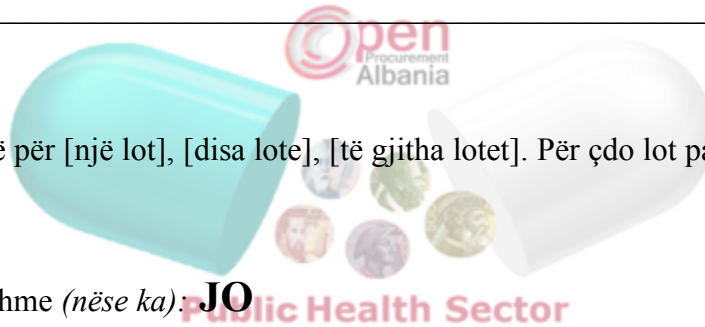 Open
Procurement
Albania
për [një lot], [disa lote], [të gjitha lotet]. Për çdo lot
hme (nëse ka): JO
Public Health Sector